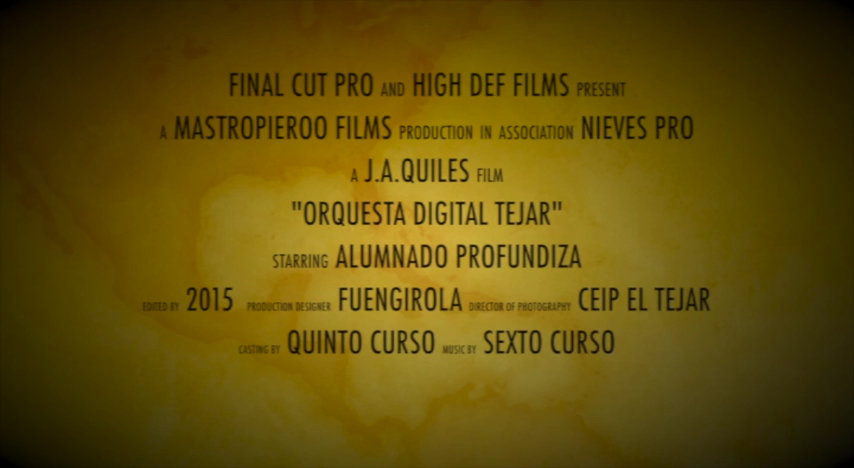 FINAL CUT PRO AND HIGH DEF FILMS PRESENT
A MASTROPIEROO FILMS PRODUCTION IN ASSOCIATION NIEVES PRO
A J.A.QUILES FILM
"ORQUESTA DIGITAL TEJAR"
STARRING ALUMNADO PROFUNDIZA
EDITED BY 2015 PRODUCTION DESIGNER FUENGIROLA DIRECTOR OF PHOTOGRAPHY CEIP EL TEJAR
CASTING BY QUINTO CURSO MUSIC BY SEXTO CURSO